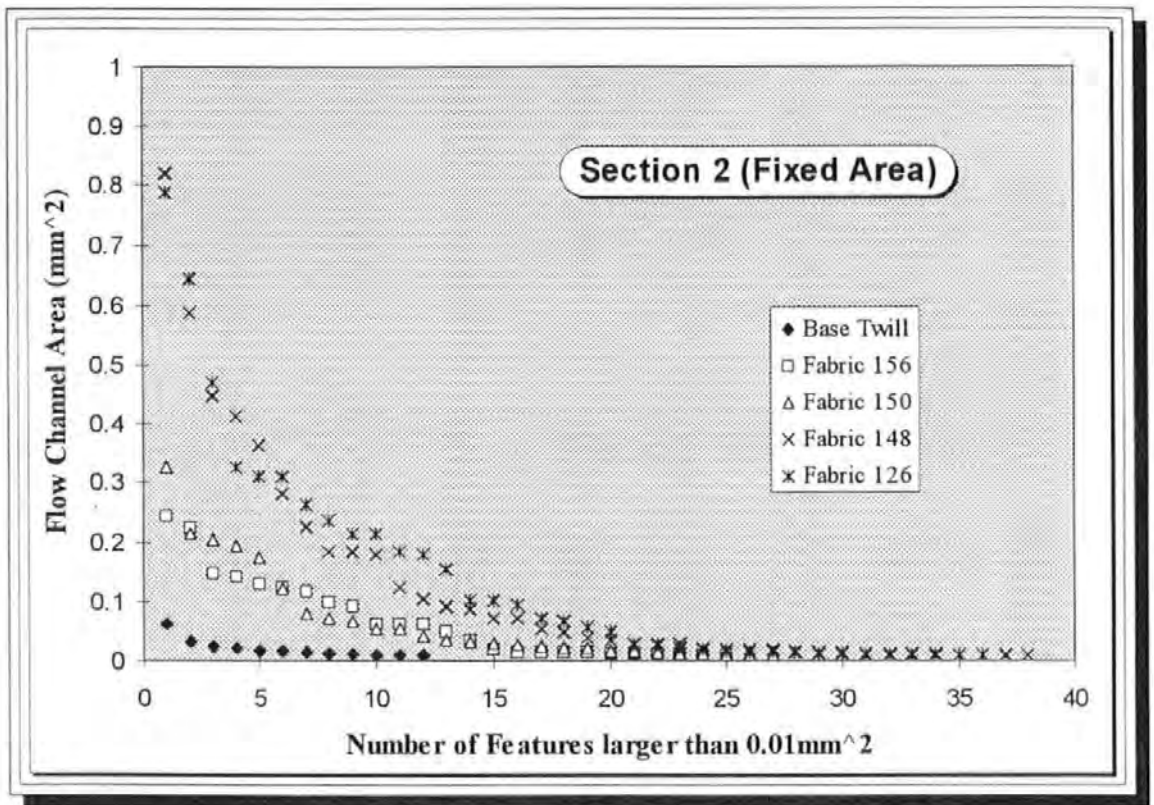 Section 2 (Fixed Area)
Flow Channel Area (mm^2)
1
0.9
0.8
0.7
0.6
0.5
0.4
0.3
0.2
0.1
0
0 5 10 15 20 25 30 35 40
Number of Features larger than 0.01mm^2
Base Twill
Fabric 156
Fabric 150
Fabric 148
Fabric 126